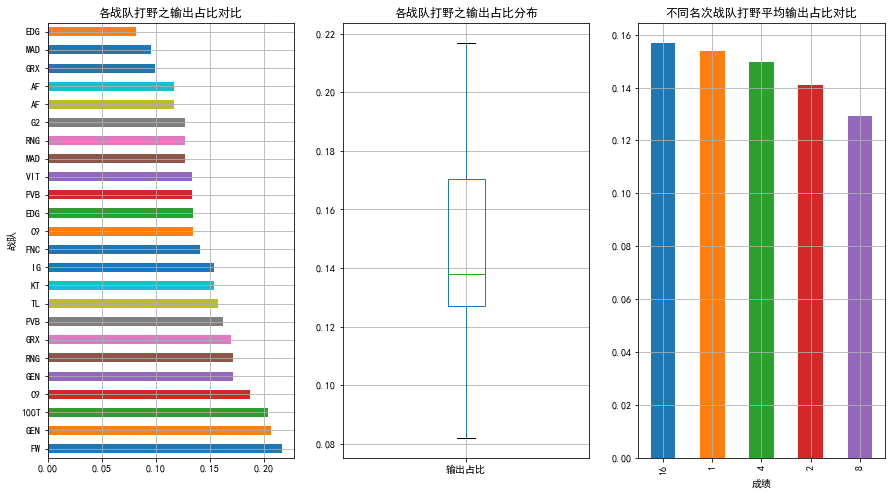 各战队打野之输出占比对比
EDG
MAD
GRX
AF
AF
G2
RNG
MAD
VIT
PVB
EDG
C9
FNC
IG
KT
TL
PVB
GRX
RNG
GEN
C9
100T
GEN
FW
战队
0.00 0.05 0.10 0.15 0.20
各战队打野之输出占比分布
0.22
0.20
0.18
0.16
0.14
0.12
0.10
0.08
输出占比
不同名次战队打野平均输出占比对比
0.16
0.14
0.12
0.10
0.08
0.06
0.04
0.02
0.00
16 1 4 2 8
成绩